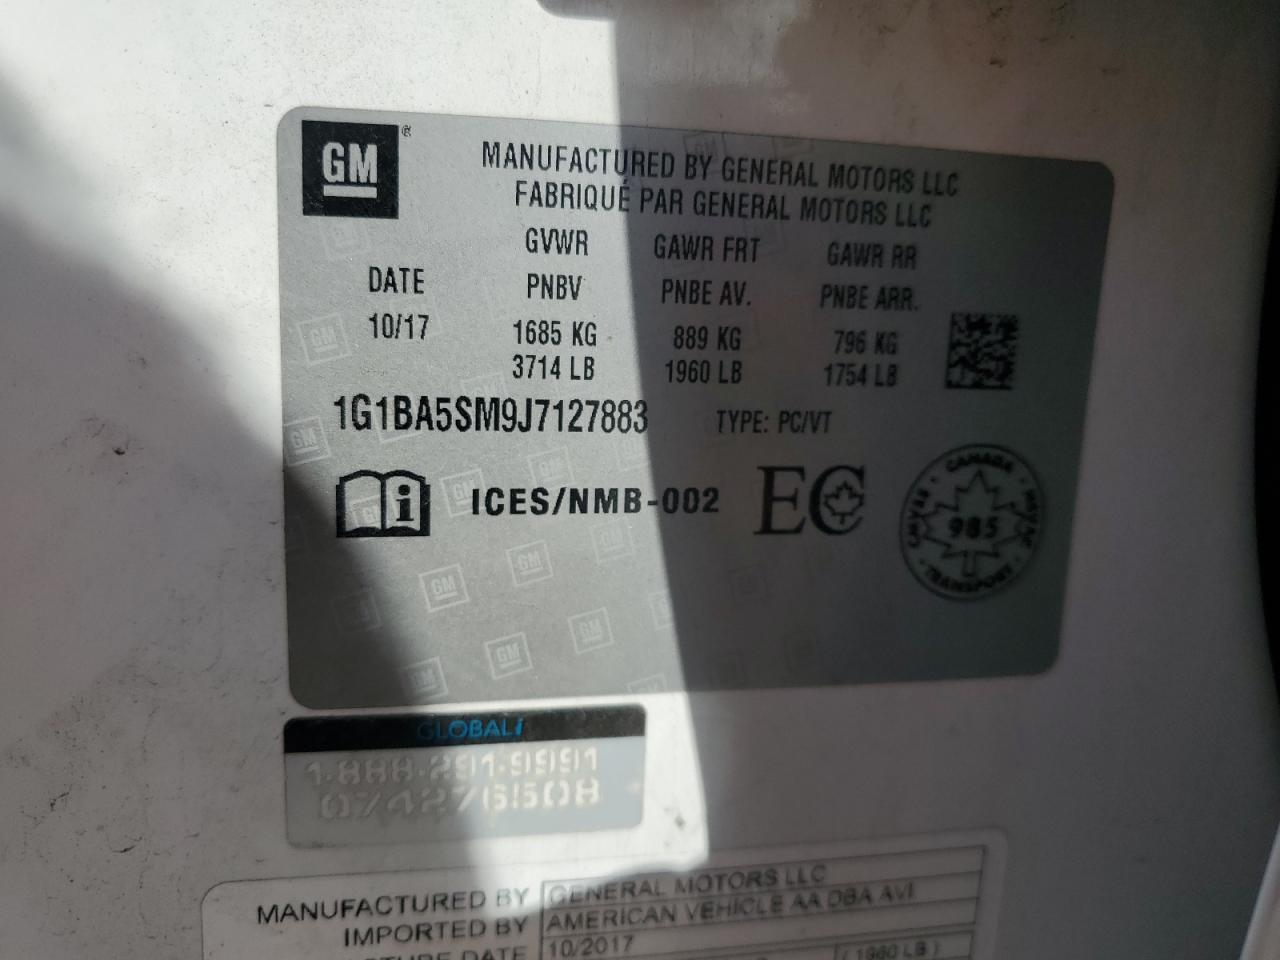 GM ®
MANUFACTURED BY GENERAL MOTORS LLC
FABRIQUÉ PAR GENERAL MOTORS LLC
GVWR GAWR FRT GAWR RR
DATE PNBV PNBE AV. PNBE ARR.
10/17 1685 KG 889 KG 796 KG
3714 LB 1960 LB 1754 LB
1G1BA5SM9J7127883 TYPE: PC/VT
i ICES/NMB-002 EC
CANADA
985
TRANSPORT
GLOBALi
1-888-291-9991
0742765508
MANUFACTURED BY GENERAL MOTORS LLC
IMPORTED BY AMERICAN VEHICLE AA DBA AVI
DATE 10/2017
(1960 LB)